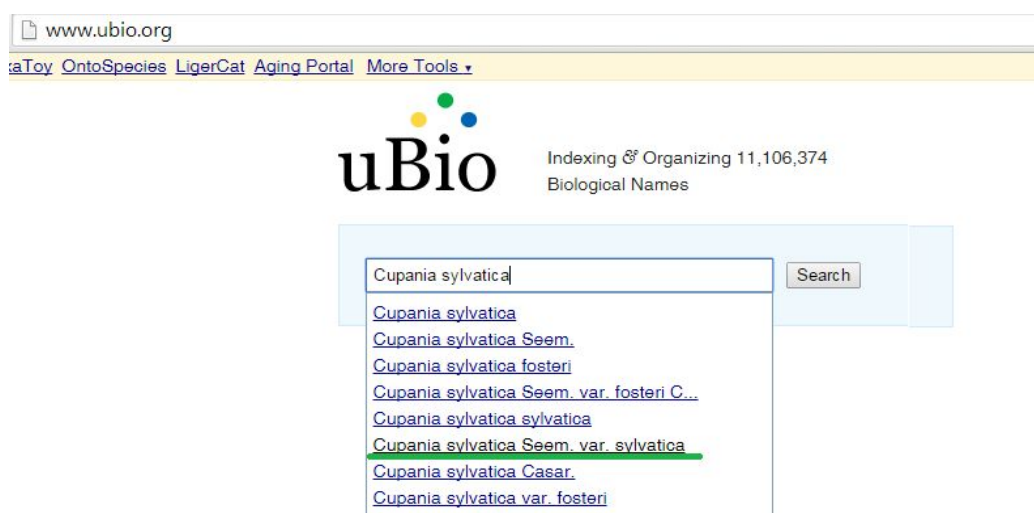 www.ubio.org
xaToy OntoSpecies LigerCat Aging Portal More Tools ▾
uBio
Indexing & Organizing 11,106,374
Biological Names
Cupania sylvatica
Search
Cupania sylvatica
Cupania sylvatica Seem.
Cupania sylvatica fosteri
Cupania sylvatica Seem. var. fosteri C...
Cupania sylvatica sylvatica
Cupania sylvatica Seem. var. sylvatica
Cupania sylvatica Casar.
Cupania sylvatica var. fosteri